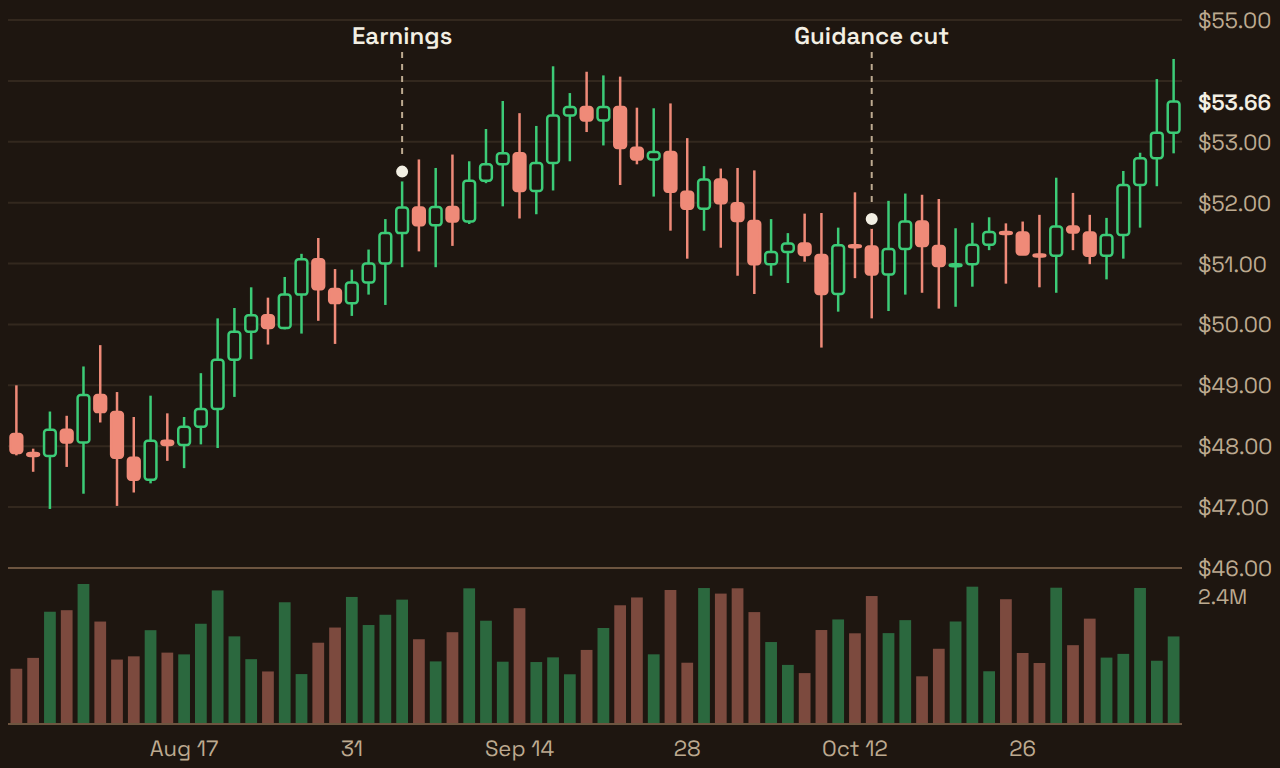 Earnings
Guidance cut
$55.00
$53.66
$53.00
$52.00
$51.00
$50.00
$49.00
$48.00
$47.00
$46.00
2.4M
Aug 17
31
Sep 14
28
Oct 12
26